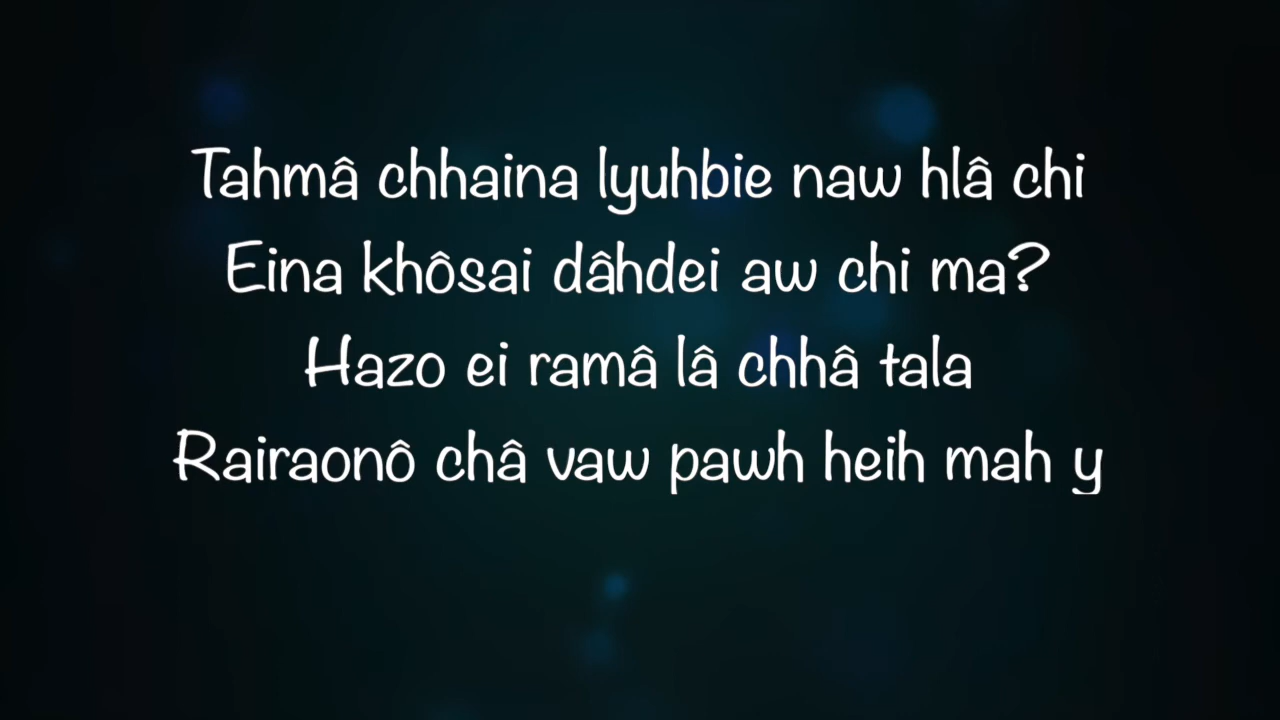 Tahmâ chhaina lyuhbie naw hlâ chi
Eina khôsai dâhdei aw chi ma?
Hazo ei ramâ lâ chhâ tala
Rairaonô châ vaw pawh heih mah y